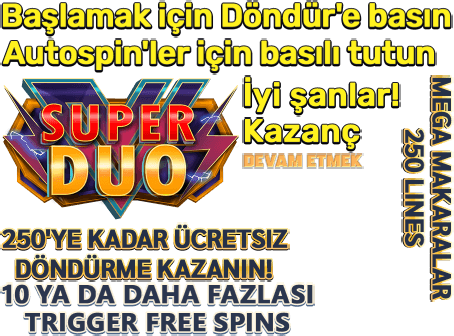 Başlamak için Döndür'e basın
Autospin'ler için basılı tutun
SUPER
DUO
İyi şanlar!
Kazanç
DEVAM ETMEK
MEGA MAKARALAR
250 LINES
250'YE KADAR ÜCRETSIZ
DÖNDÜRME KAZANIN!
10 YA DA DAHA FAZLASI
TRIGGER FREE SPINS